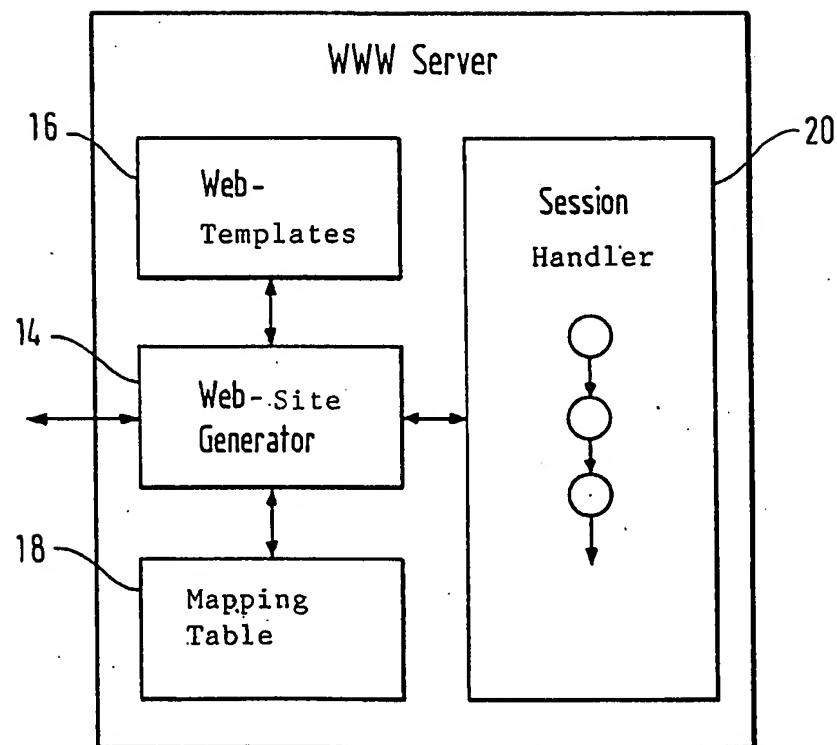 WWW Server
16
Web-
Templates
20
Session
Handler
14
Web-Site
Generator
18
Mapping
Table